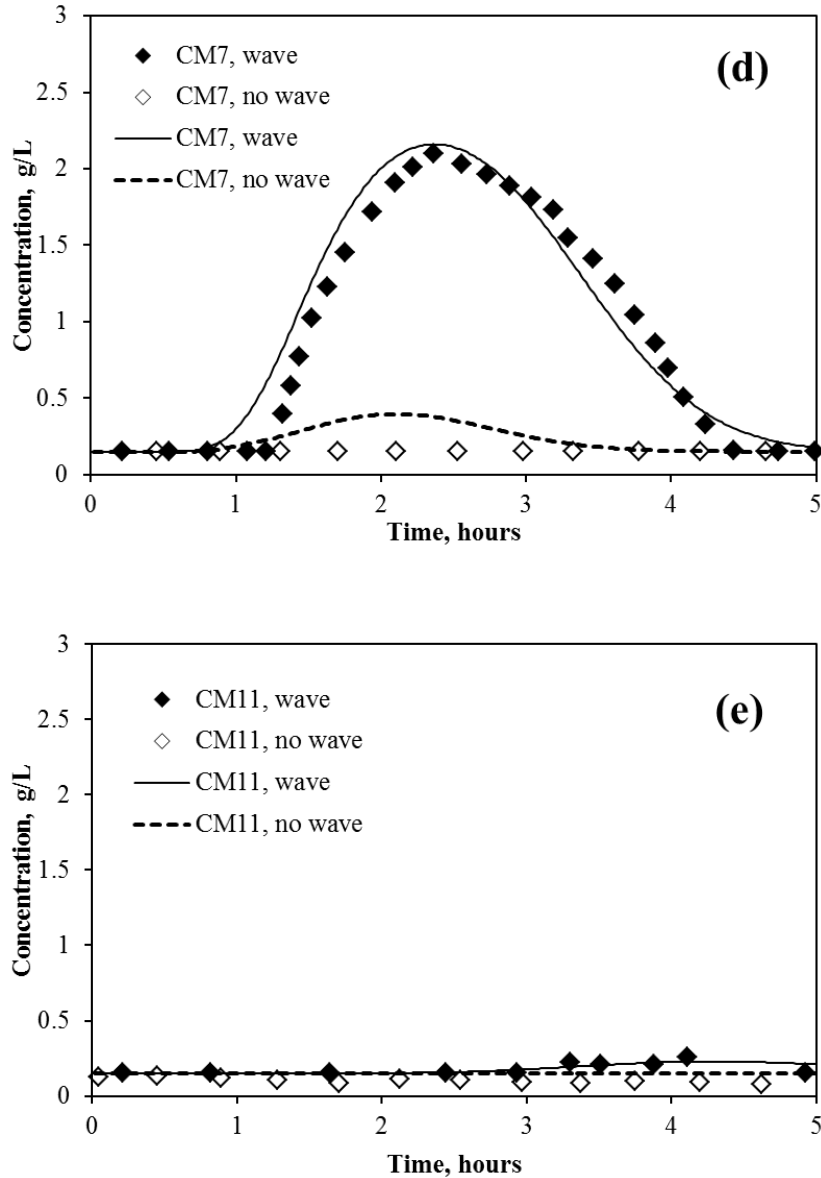 3
2.5
2
1.5
1
0.5
0
Concentration, g/L
CM7, wave
CM7, no wave
CM7, wave
CM7, no wave
(d)
0 1 2 3 4 5
Time, hours
3
2.5
2
1.5
1
0.5
0
Concentration, g/L
CM11, wave
CM11, no wave
CM11, wave
CM11, no wave
(e)
0 1 2 3 4 5
Time, hours